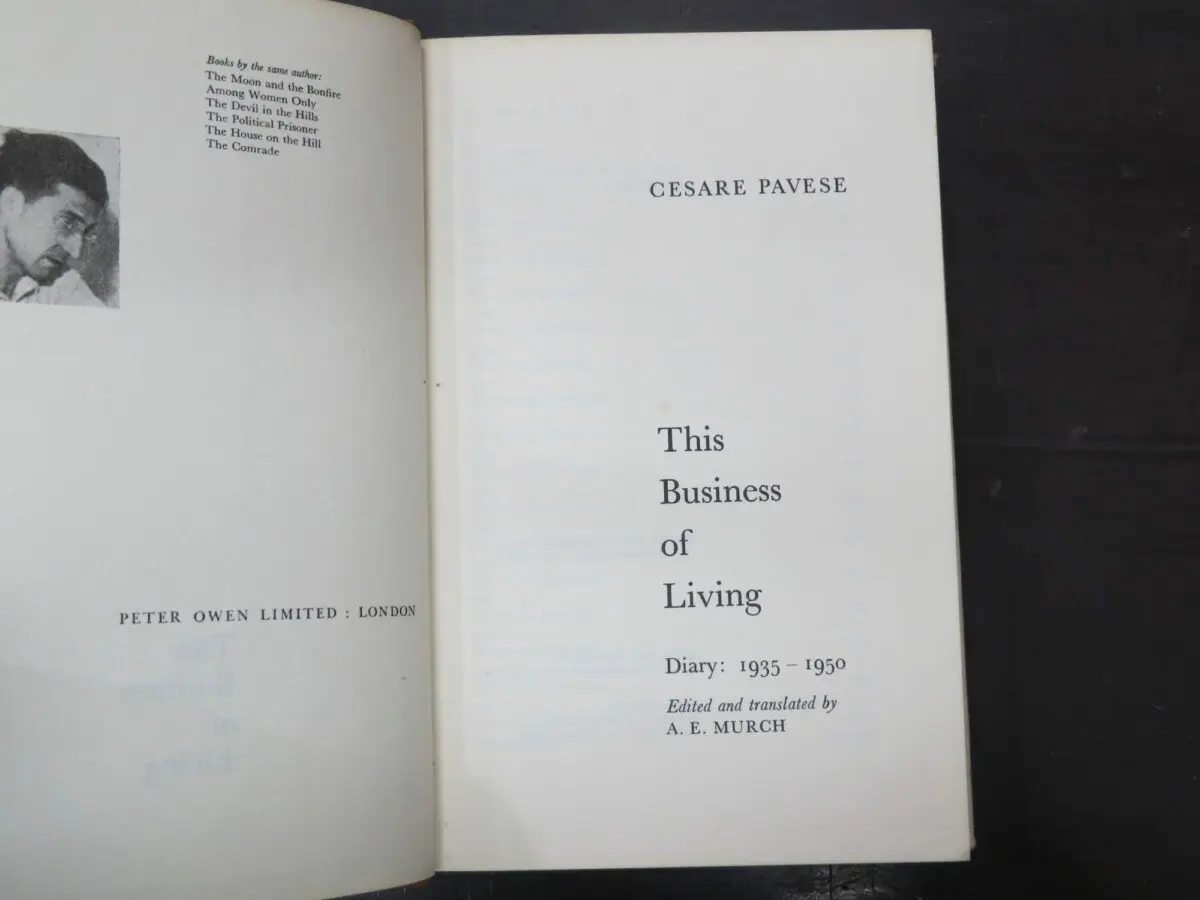 Books by the same author:
The Moon and the Bonfire
Among Women Only
The Devil in the Hills
The Political Prisoner
The House on the Hill
The Comrade
PETER OWEN LIMITED : LONDON
CESARE PAVESE
This
Business
of
Living
Diary: 1935 – 1950
Edited and translated by
A. E. MURCH